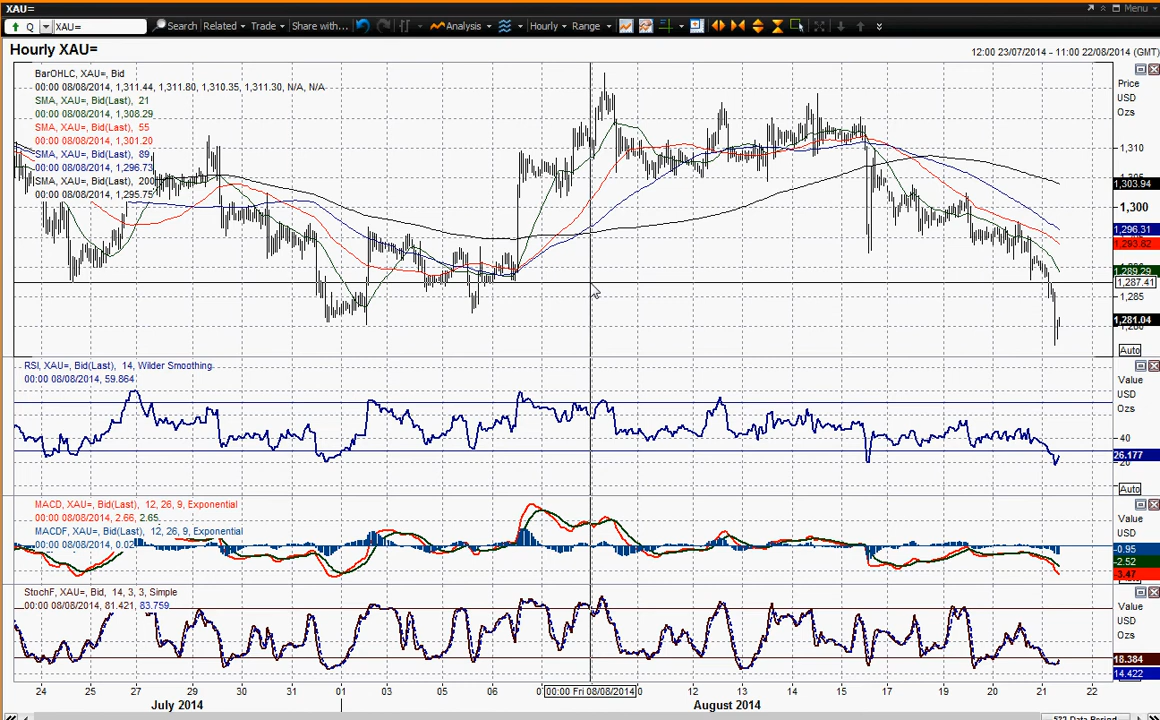 XAU=
Menu
Q XAU= Search Related Trade Share with... Analysis Hourly Range
Hourly XAU=
12:00 23/07/2014 - 11:00 22/08/2014 (GMT)
BarOHLC, XAU=, Bid
00:00 08/08/2014, 1,311.44, 1,311.80, 1,310.35, 1,311.30, N/A, N/A
SMA, XAU=, Bid(Last), 21
00:00 08/08/2014, 1,308.29
SMA, XAU=, Bid(Last), 55
00:00 08/08/2014, 1,301.20
SMA, XAU=, Bid(Last), 89
00:00 08/08/2014, 1,296.73
SMA, XAU=, Bid(Last), 200
00:00 08/08/2014, 1,295.75
Price
USD
Ozs
1,310
1,303.94
1,300
1,296.31
1,293.82
1,289.29
1,287.41
1,285
1,281.04
Auto
RSI, XAU=, Bid(Last), 14, Wilder Smoothing
00:00 08/08/2014, 59.864
Value
USD
Ozs
40
26.177
20
Auto
MACD, XAU=, Bid(Last), 12, 26, 9, Exponential
00:00 08/08/2014, 2.66, 2.65
MACDF, XAU=, Bid(Last), 12, 26, 9, Exponential
00:00 08/08/2014, 0.02
Value
USD
-0.95
-2.52
-3.47
StochF, XAU=, Bid, 14, 3, 3, Simple
00:00 08/08/2014, 81.421, 83.759
Value
USD
Ozs
18.384
14.422
24 25 27 29 30 31 01 03 04 05 06 00:00 Fri 08/08/2014 12 13 14 15 17 19 20 21 22
July 2014 August 2014